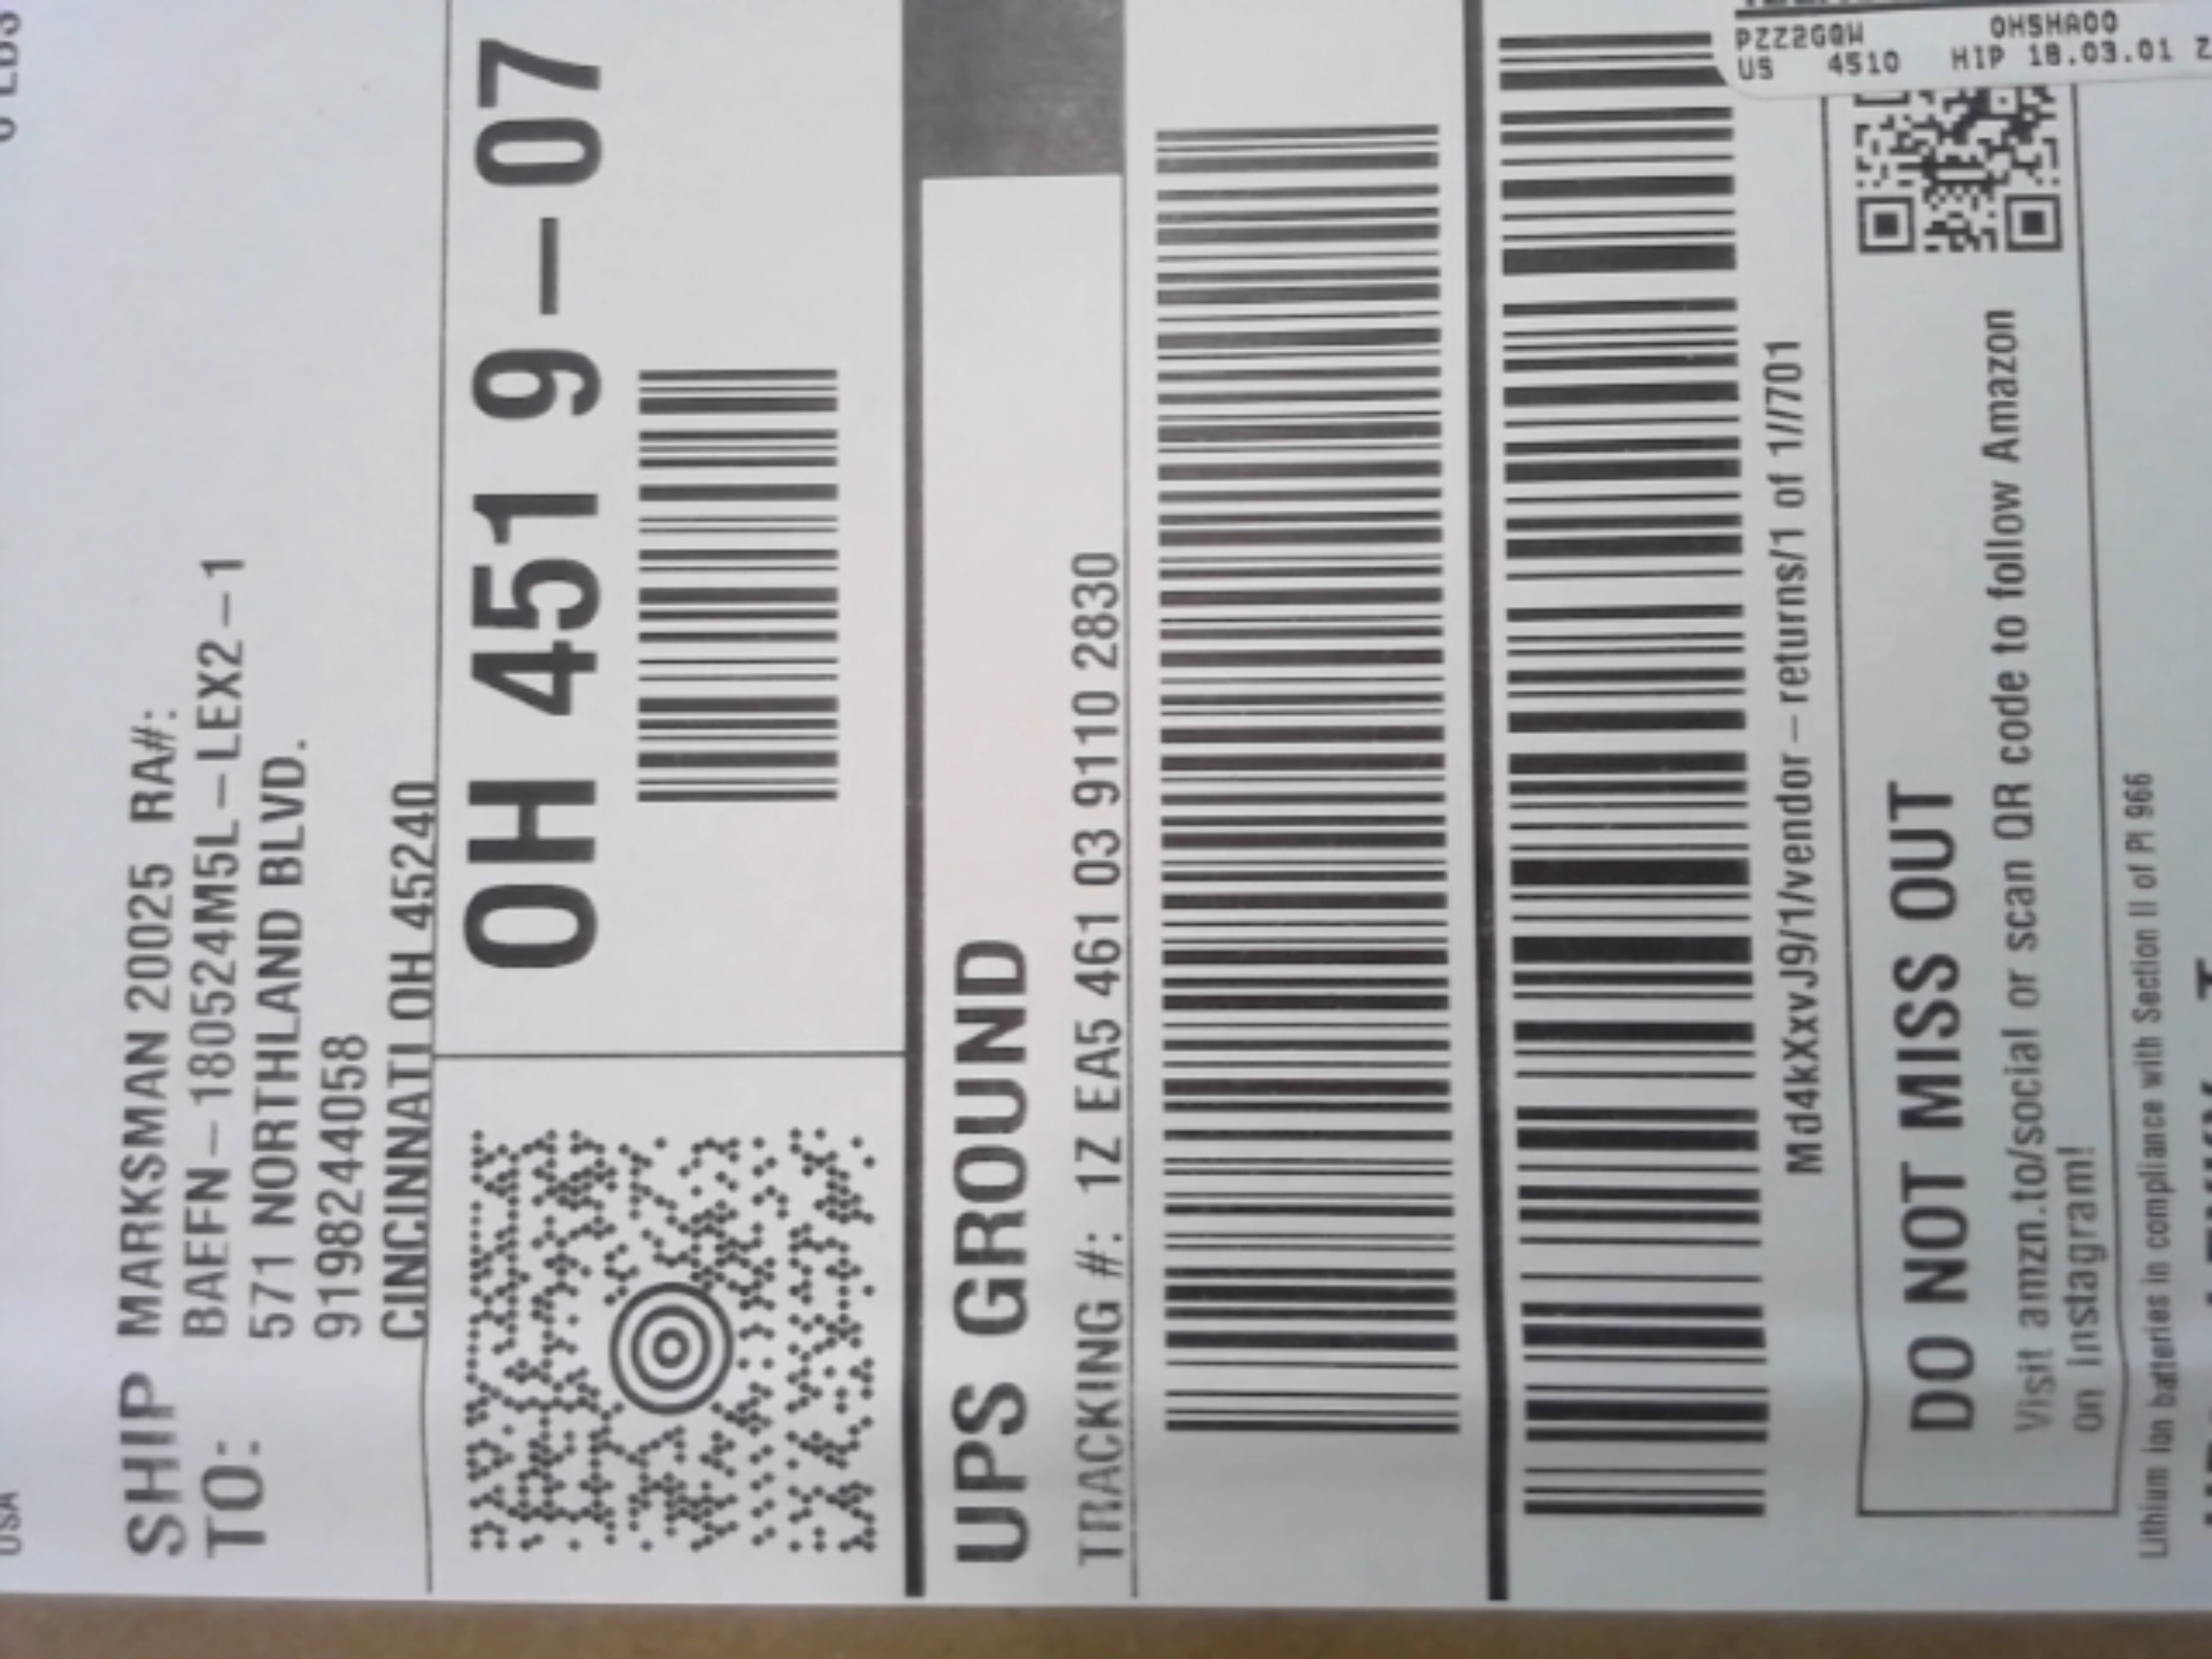 LBS
USA
SHIP TO:
MARKSMAN 20025 RA#:
BAEFN-180524M5L-LEX2-1
571 NORTHLAND BLVD.
9198244058
CINCINNATI OH 45240
OH 451 9-07
UPS GROUND
TRACKING #: 1Z EA5 461 03 9110 2830
PZZ2GQW OHSHA00
US 4510 HIP 18.03.01
Md4kXxvJ9/1/vendor-returns/1 of 1//701
DO NOT MISS OUT
Visit amzn.to/social or scan QR code to follow Amazon
on Instagram!
Lithium ion batteries in compliance with Section II of PI 966